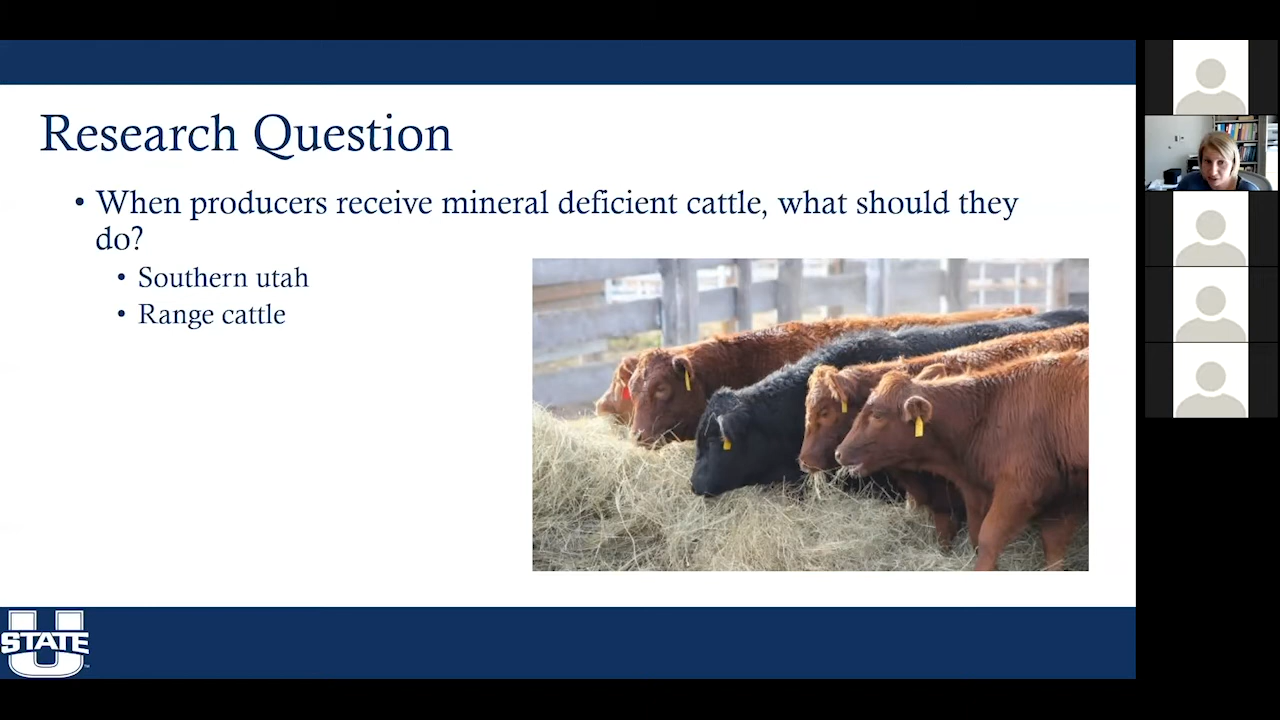 Research Question
• When producers receive mineral deficient cattle, what should they
do?
• Southern utah
• Range cattle
U
STATE